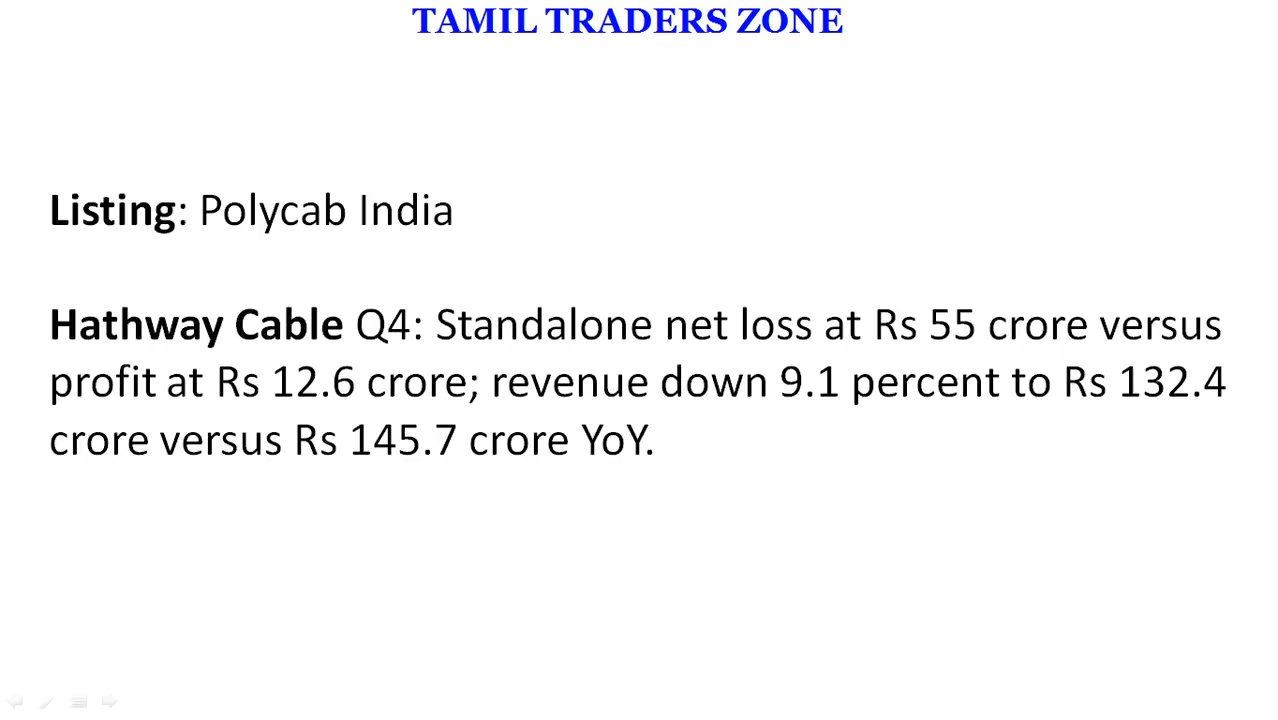 TAMIL TRADERS ZONE
Listing: Polycab India
Hathway Cable Q4: Standalone net loss at Rs 55 crore versus
profit at Rs 12.6 crore; revenue down 9.1 percent to Rs 132.4
crore versus Rs 145.7 crore YoY.